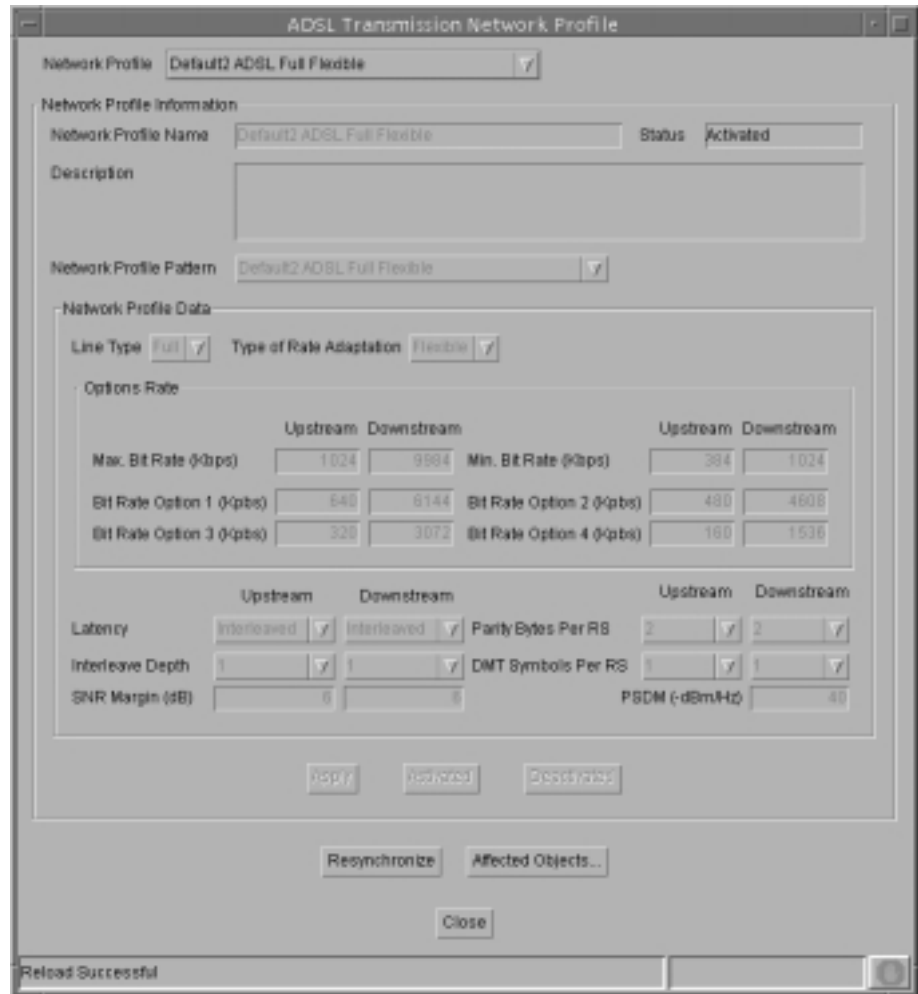 ADSL Transmission Network Profile
Network Profile Default2 ADSL Full Flexible
Network Profile Information
Network Profile Name Default2 ADSL Full Flexible Status Activated
Description
Network Profile Pattern Default2 ADSL Full Flexible
Network Profile Data
Line Type Full Type of Rate Adaptation Flexible
Options Rate
Upstream Downstream Upstream Downstream
Max. Bit Rate (Kbps) 1024 9984 Min. Bit Rate (Kbps) 384 1024
Bit Rate Option 1 (Kpbs) 640 6144 Bit Rate Option 2 (Kpbs) 480 4608
Bit Rate Option 3 (Kpbs) 320 3072 Bit Rate Option 4 (Kpbs) 160 1536
Upstream Downstream Upstream Downstream
Latency Interleaved Interleaved Parity Bytes Per RS 2 2
Interleave Depth 1 1 DMT Symbols Per RS 1 1
SNR Margin (dB) 6 6 PSDM (-dBm/Hz) 40
Apply Activated Deactivated
Resynchronize Affected Objects...
Close
Reload Successful